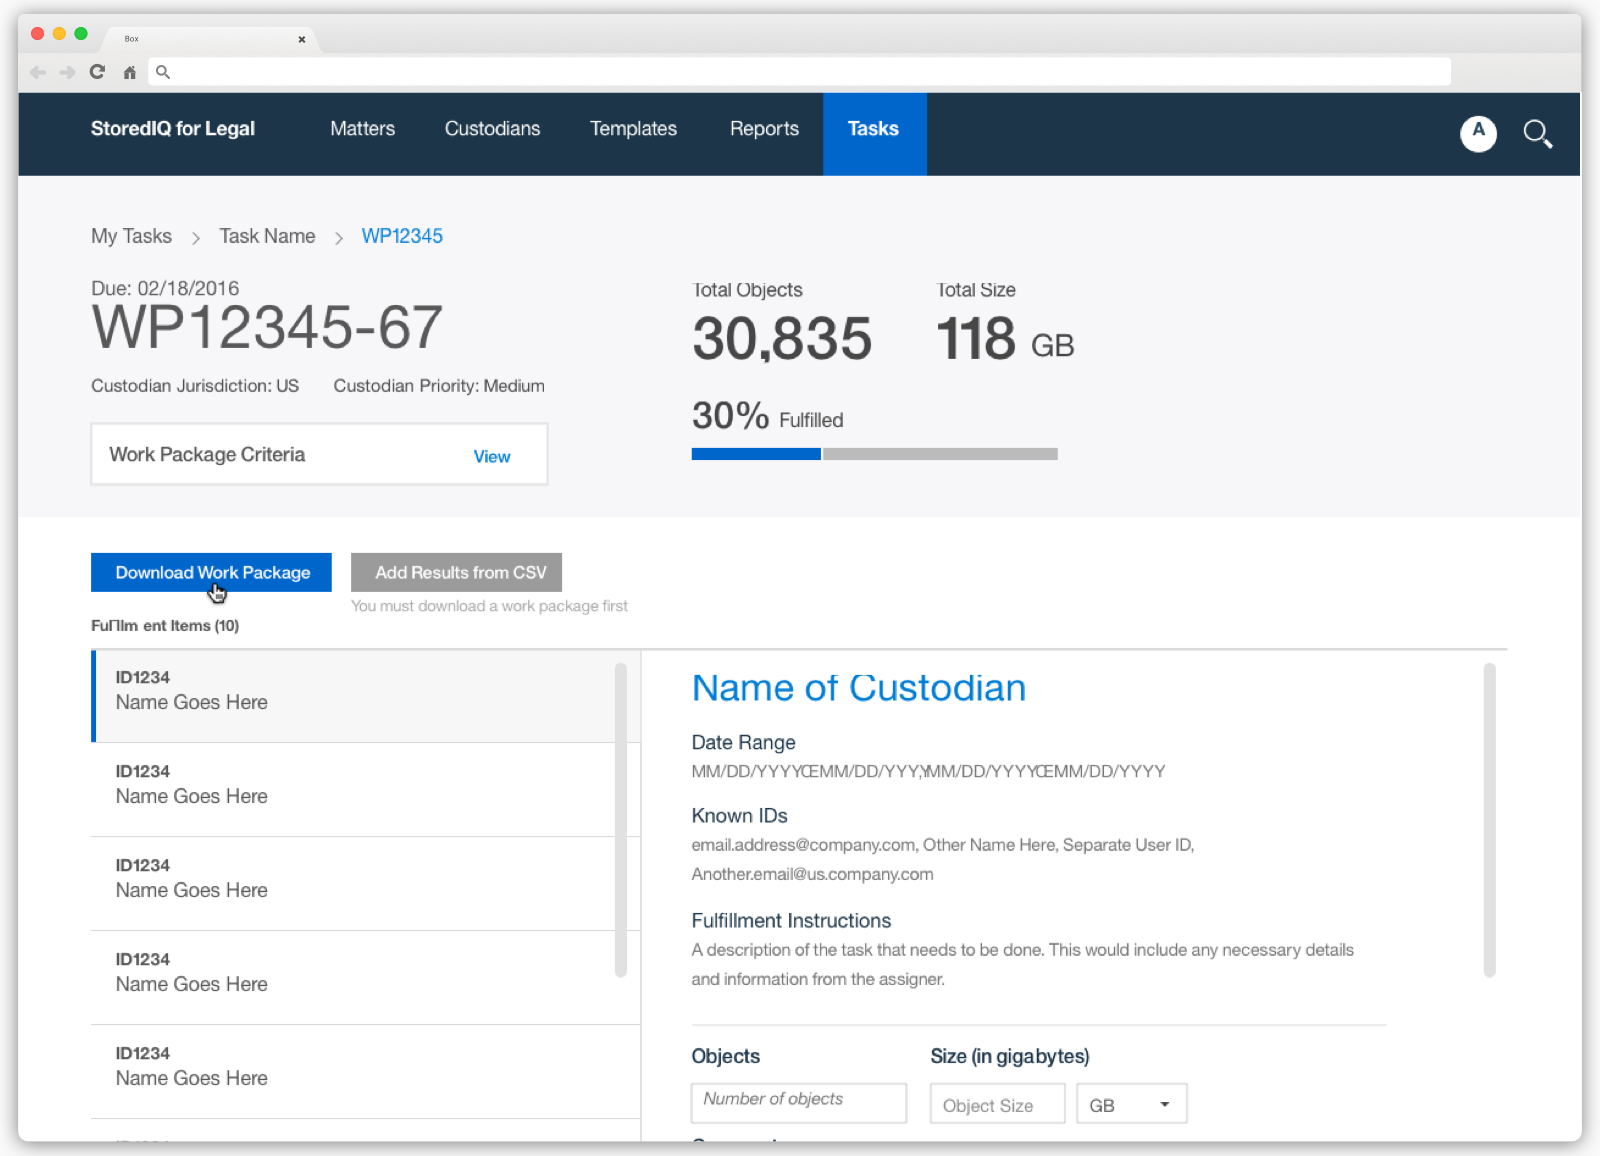 Box
StoredIQ for Legal Matters Custodians Templates Reports Tasks A
My Tasks > Task Name > WP12345
Due: 02/18/2016
WP12345-67
Custodian Jurisdiction: US Custodian Priority: Medium
Work Package Criteria View
Total Objects Total Size
30,835 118 GB
30% Fulfilled
Download Work Package Add Results from CSV
You must download a work package first
ent Items (10)
ID1234
Name Goes Here
ID1234
Name Goes Here
ID1234
Name Goes Here
ID1234
Name Goes Here
ID1234
Name Goes Here
Name of Custodian
Date Range
MM/DD/YYYYŒMM/DD/YYY,YMM/DD/YYYYŒMM/DD/YYYY
Known IDs
email.address@company.com, Other Name Here, Separate User ID,
Another.email@us.company.com
Fulfillment Instructions
A description of the task that needs to be done. This would include any necessary details
and information from the assigner.
Objects Size (in gigabytes)
Number of objects Object Size GB